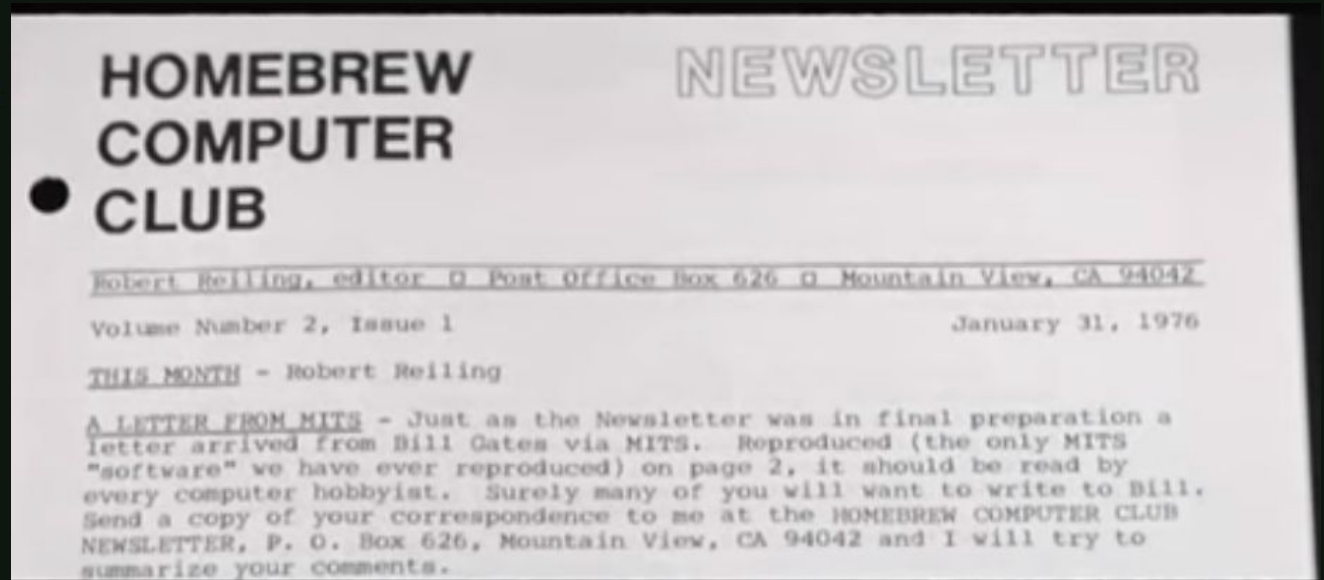 HOMEBREW
COMPUTER
CLUB
NEWSLETTER
Robert Reiling, editor □ Post Office Box 626 □ Mountain View, CA 94042
Volume Number 2, Issue 1
January 31, 1976
THIS MONTH - Robert Reiling
A LETTER FROM MITS - Just as the Newsletter was in final preparation a
letter arrived from Bill Gates via MITS. Reproduced (the only MITS
"software" we have ever reproduced) on page 2, it should be read by
every computer hobbyist. Surely many of you will want to write to Bill.
Send a copy of your correspondence to me at the HOMEBREW COMPUTER CLUB
NEWSLETTER, P. O. Box 626, Mountain View, CA 94042 and I will try to
summarize your comments.